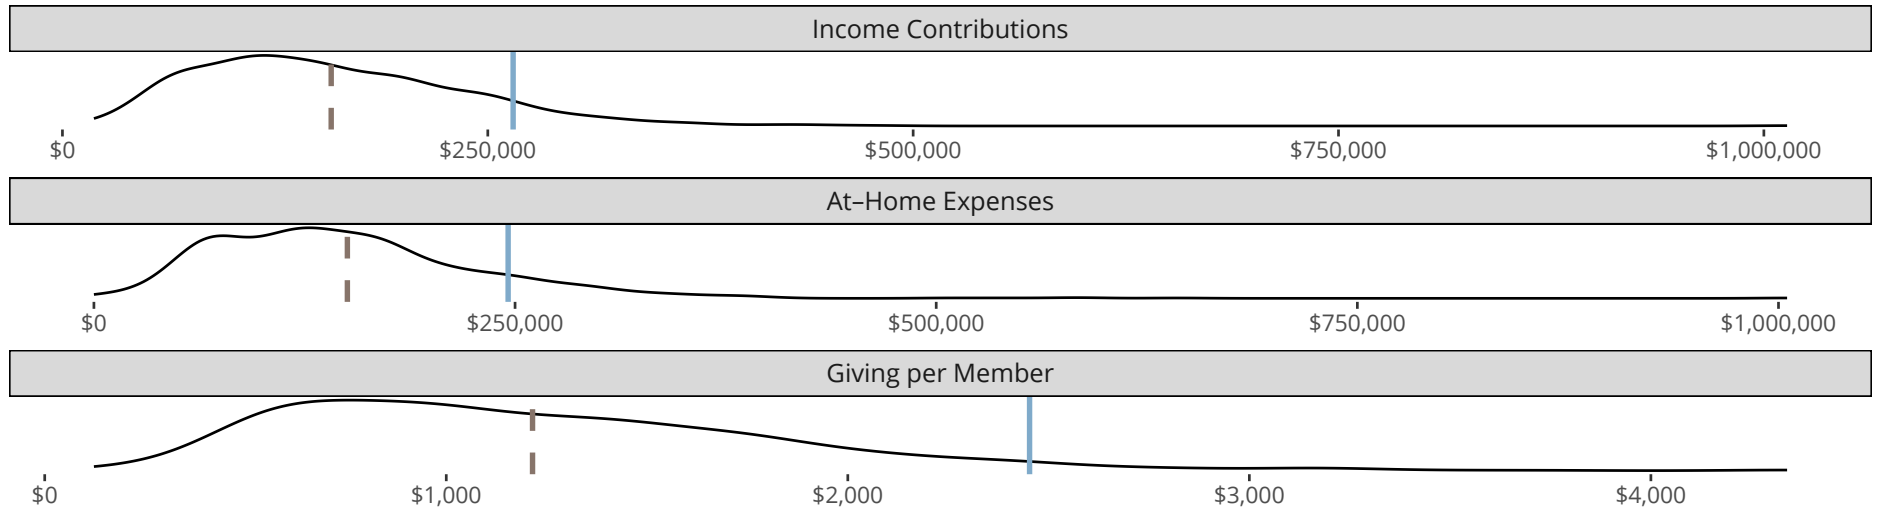 Income Contributions
$0 $250,000 $500,000 $750,000 $1,000,000
At–Home Expenses
$0 $250,000 $500,000 $750,000 $1,000,000
Giving per Member
$0 $1,000 $2,000 $3,000 $4,000